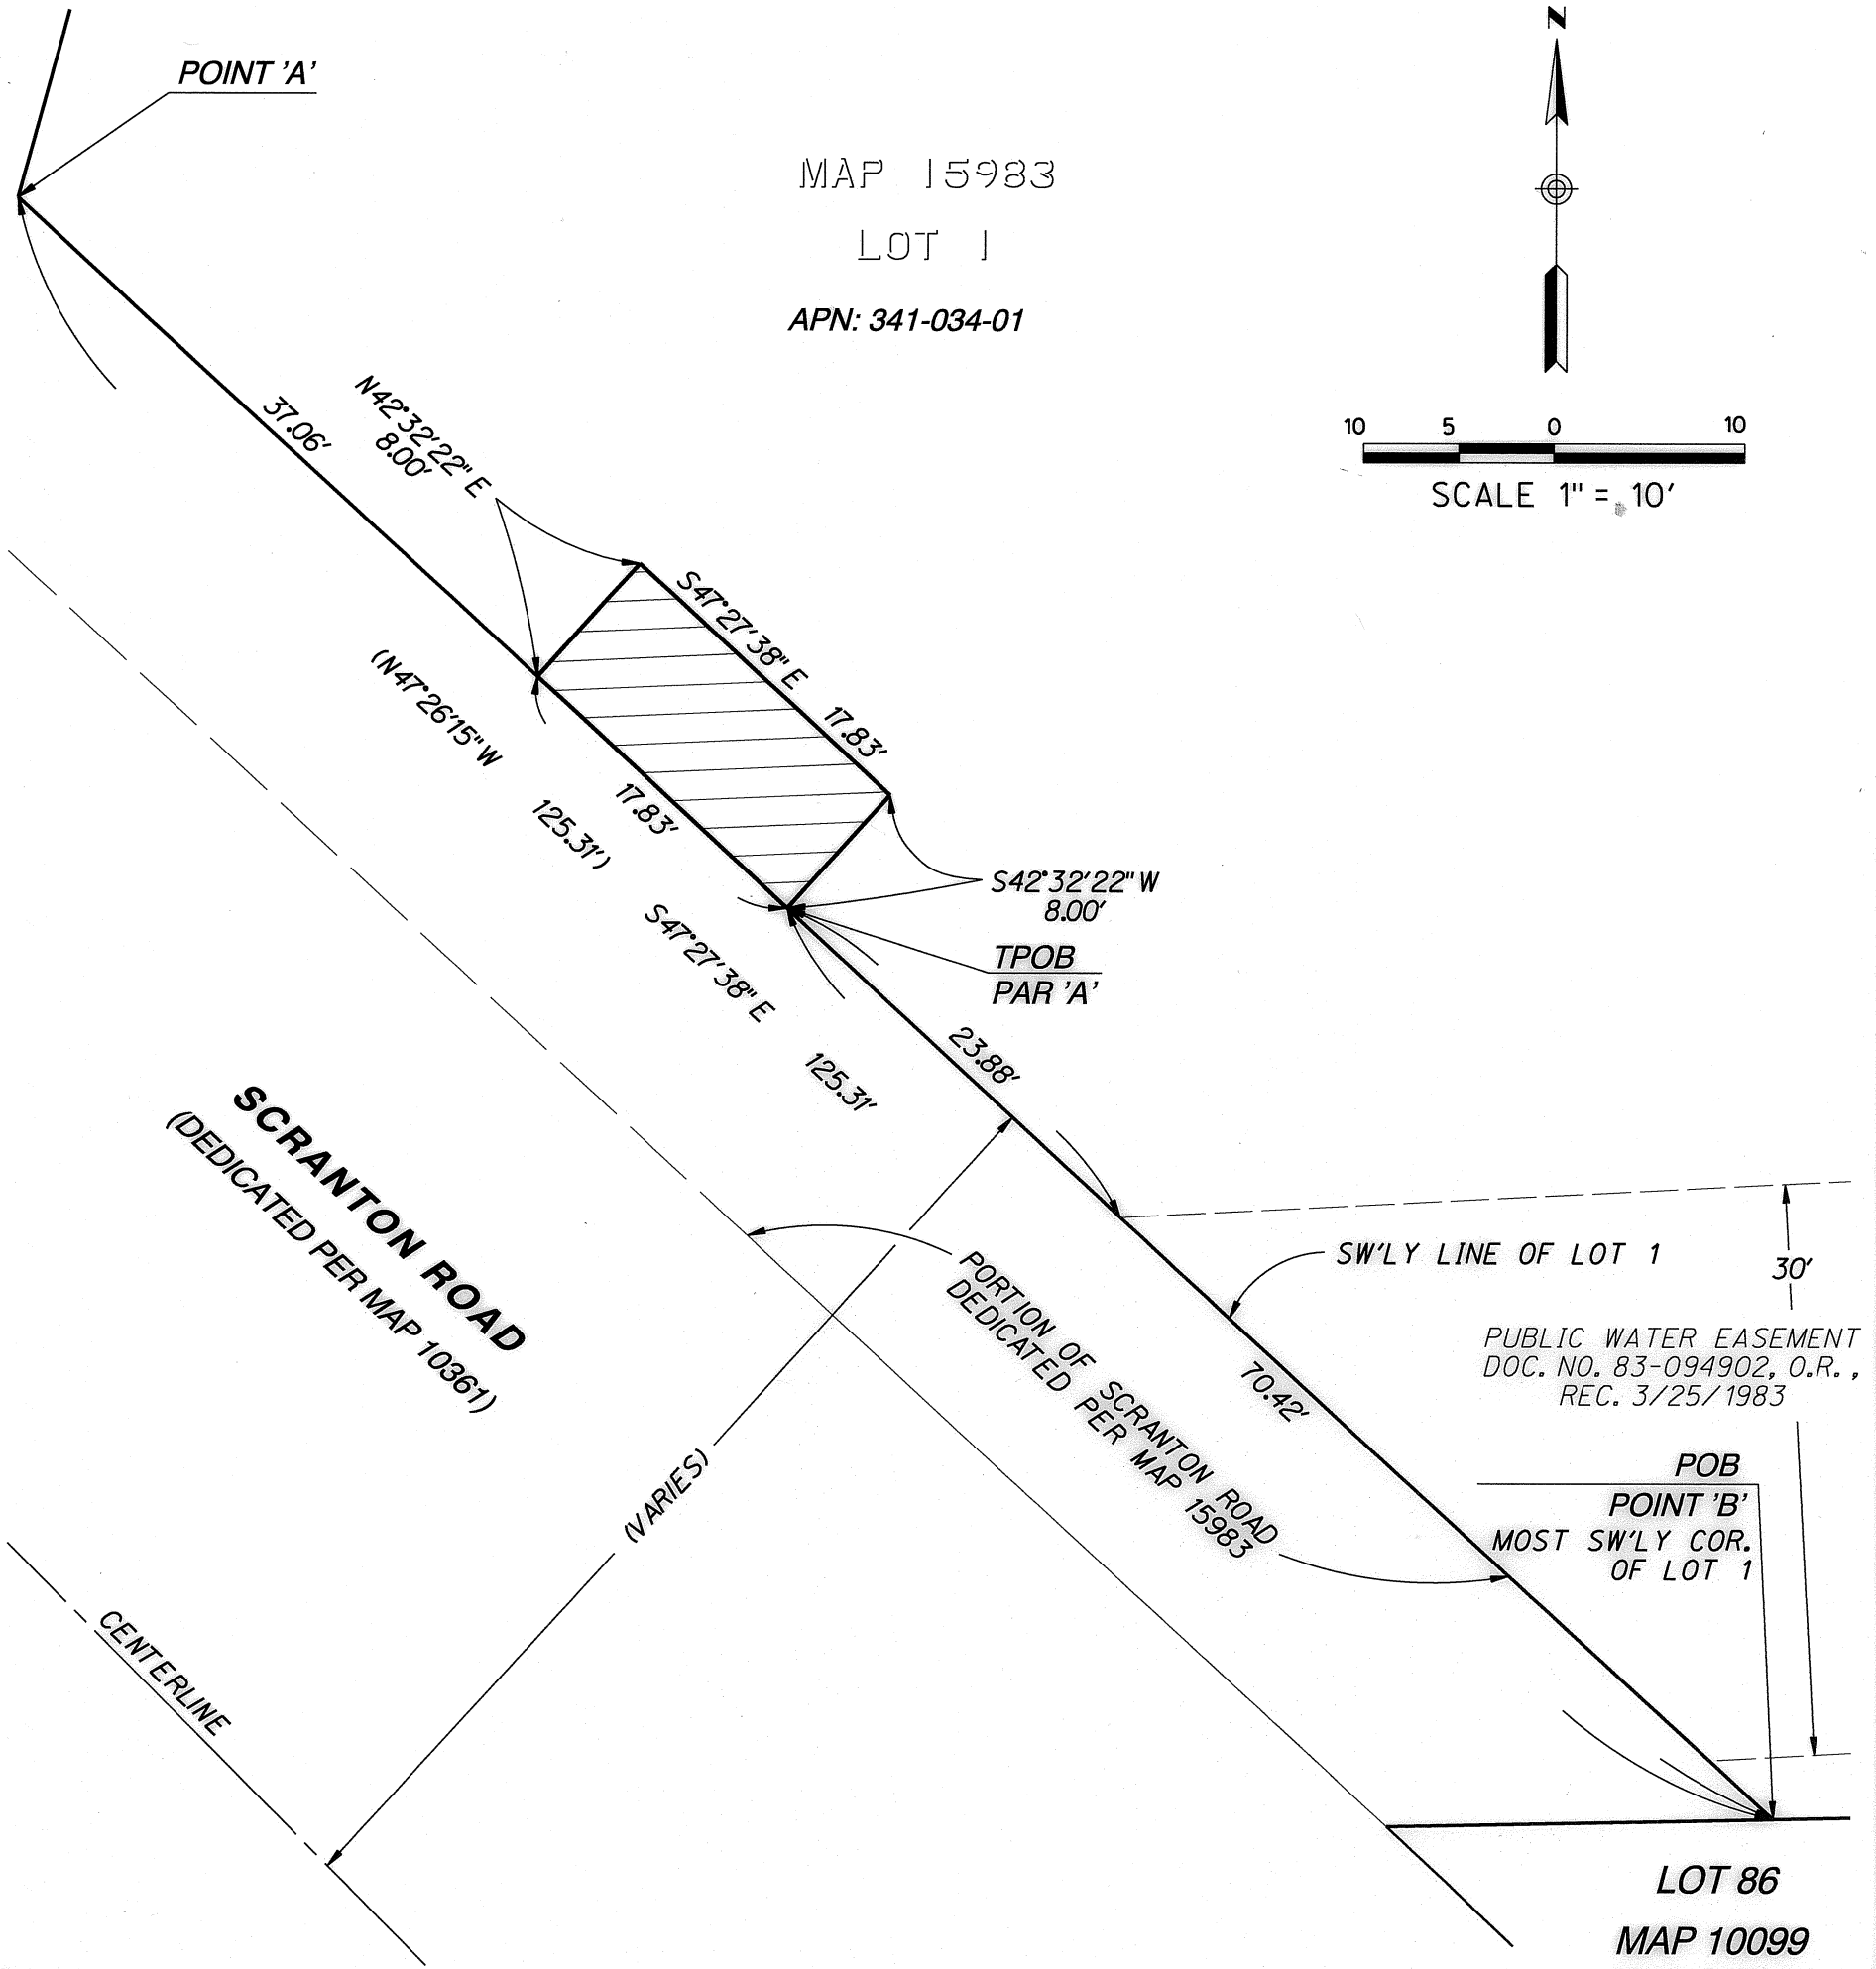 N
POINT 'A'
MAP 15983
LOT 1
APN: 341-034-01
10 5 0 10
SCALE 1" = 10'
37.06'
N42°32'22" E
8.00'
S47°27'38" E
17.83'
(N47°26'15" W
125.31')
17.83'
S42°32'22" W
8.00'
TPOB
PAR 'A'
S47°27'38" E
125.31'
23.88'
SCRANTON ROAD
(DEDICATED PER MAP 10361)
SW'LY LINE OF LOT 1
30'
PUBLIC WATER EASEMENT
DOC. NO. 83-094902, O.R.,
REC. 3/25/1983
PORTION OF SCRANTON ROAD
DEDICATED PER MAP 15983
70.42'
(VARIES)
POB
POINT 'B'
MOST SW'LY COR.
OF LOT 1
CENTERLINE
LOT 86
MAP 10099